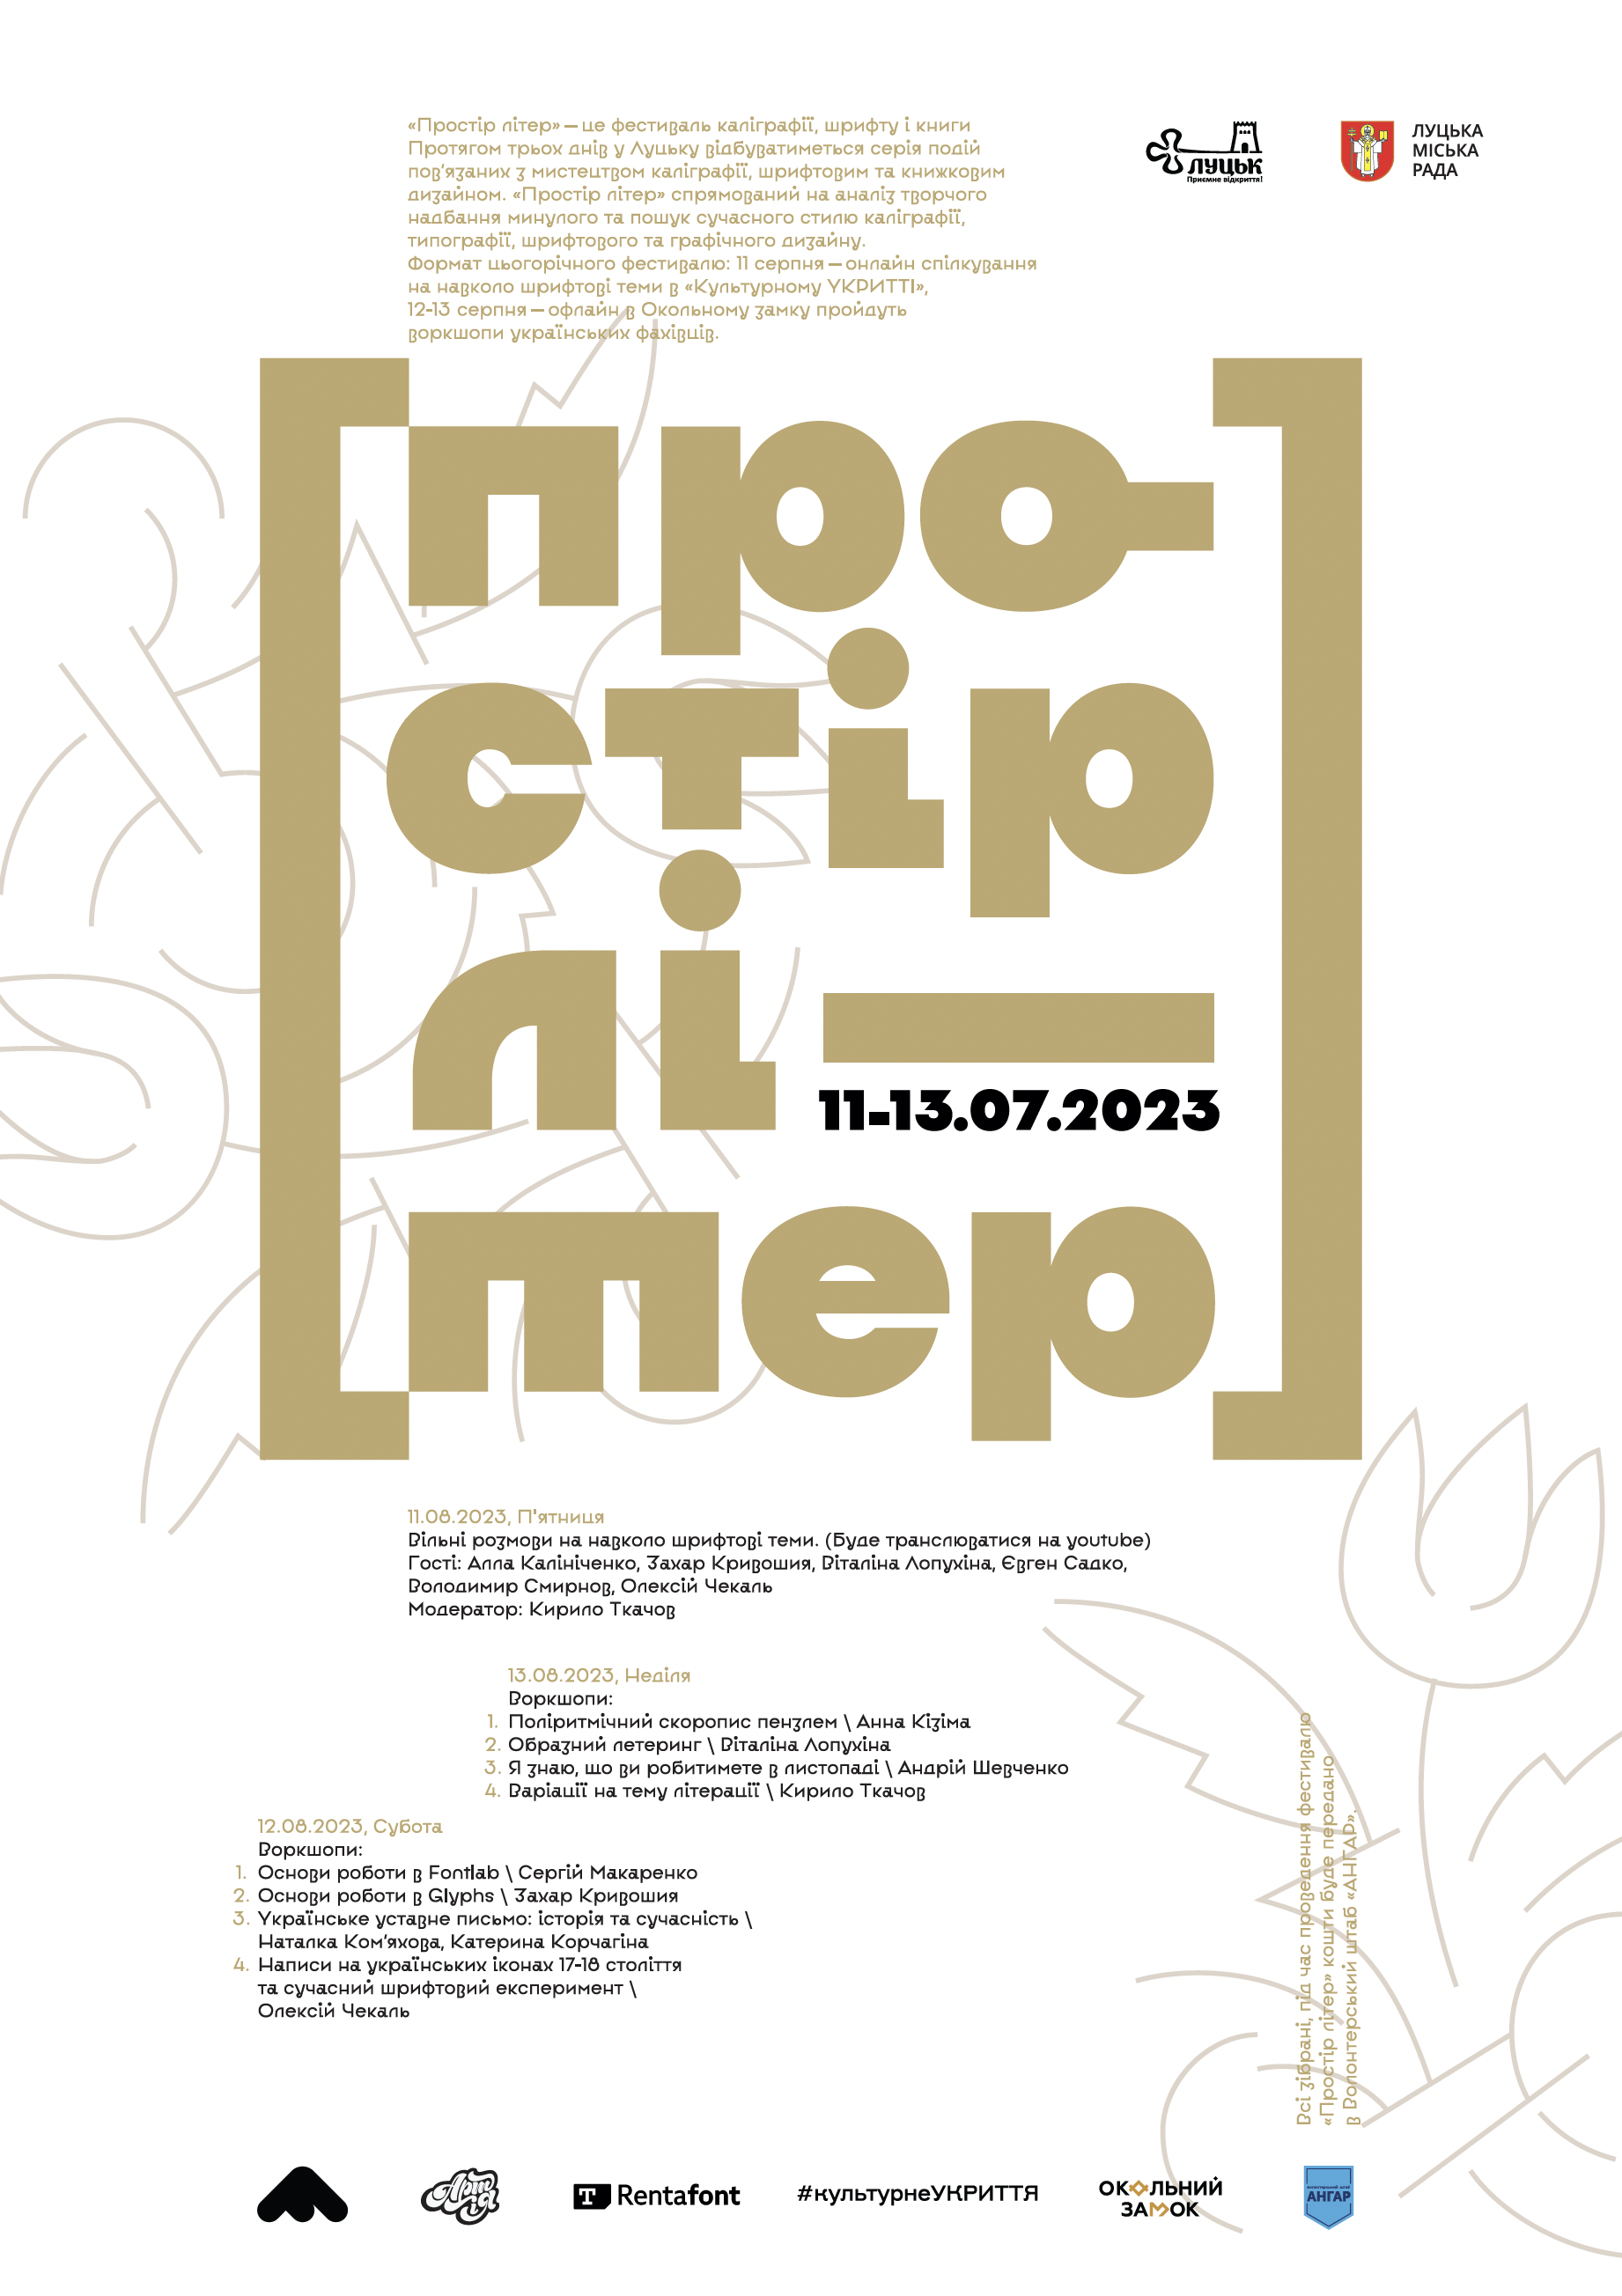 «Простір літер» — це фестиваль каліграфії, шрифту і книги
Протягом трьох днів у Луцьку відбуватиметься серія подій
пов’язаних з мистецтвом каліграфії, шрифтовим та книжковим
дизайном. «Простір літер» спрямований на аналіз творчого
надбання минулого та пошук сучасного стилю каліграфії,
типографії, шрифтового та графічного дизайну.
Формат цьогорічного фестивалю: 11 серпня — онлайн спілкування
на навколо шрифтові теми в «Культурному УКРИТТІ»,
12-13 серпня — офлайн в Окольному замку пройдуть
воркшопи українських фахівців.
ЛУЦЬК
Приємне відкриття!
ЛУЦЬКА
МІСЬКА
РАДА
[про-
стір
лі—
11-13.07.2023
тер]
11.08.2023, П'ятниця
Вільні розмови на навколо шрифтові теми. (Буде транслюватися на youtube)
Гості: Алла Калініченко, Захар Кривошия, Віталіна Лопухіна, Євген Садко,
Володимир Смирнов, Олексій Чекаль
Модератор: Кирило Ткачов
13.08.2023, Неділя
Воркшопи:
1. Поліритмічний скоропис пензлем \ Анна Кізіма
2. Образний летеринг \ Віталіна Лопухіна
3. Я знаю, що ви робитимете в листопаді \ Андрій Шевченко
4. Варіації на тему літерації \ Кирило Ткачов
12.08.2023, Субота
Воркшопи:
1. Основи роботи в Fontlab \ Сергій Макаренко
2. Основи роботи в Glyphs \ Захар Кривошия
3. Українське уставне письмо: історія та сучасність \
Наталка Ком’яхова, Катерина Корчагіна
4. Написи на українських іконах 17-18 століття
та сучасний шрифтовий експеримент \
Олексій Чекаль
Всі зібрані, під час проведення фестивалю
«Простір літер» кошти буде передано
в Волонтерський штаб «АНГАР».
Артія
T Rentafont
#культурнеУКРИТТЯ
ОКОЛЬНИЙ
ЗАМОК
АНГАР